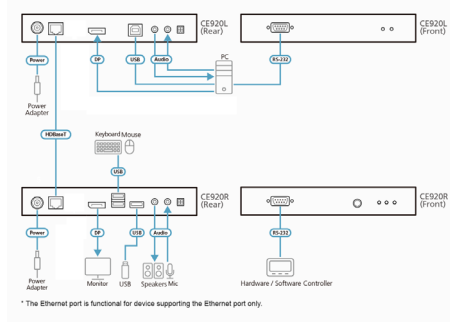 CE920L
(Rear)
CE920L
(Front)
PC
Power
DP
USB
Audio
RS-232
Power
Adapter
HDBaseT
Keyboard Mouse
USB
CE920R
(Rear)
CE920R
(Front)
Power
DP
USB
Audio
RS-232
Power
Adapter
Monitor
USB
Speakers Mic
Hardware / Software Controller
* The Ethernet port is functional for device supporting the Ethernet port only.